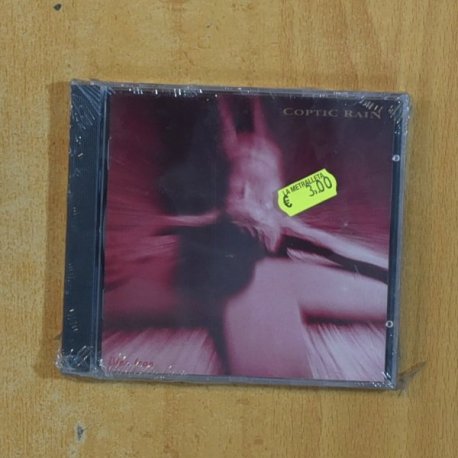 COPTIC RAIN
LA METRALLETA
€ 3.00